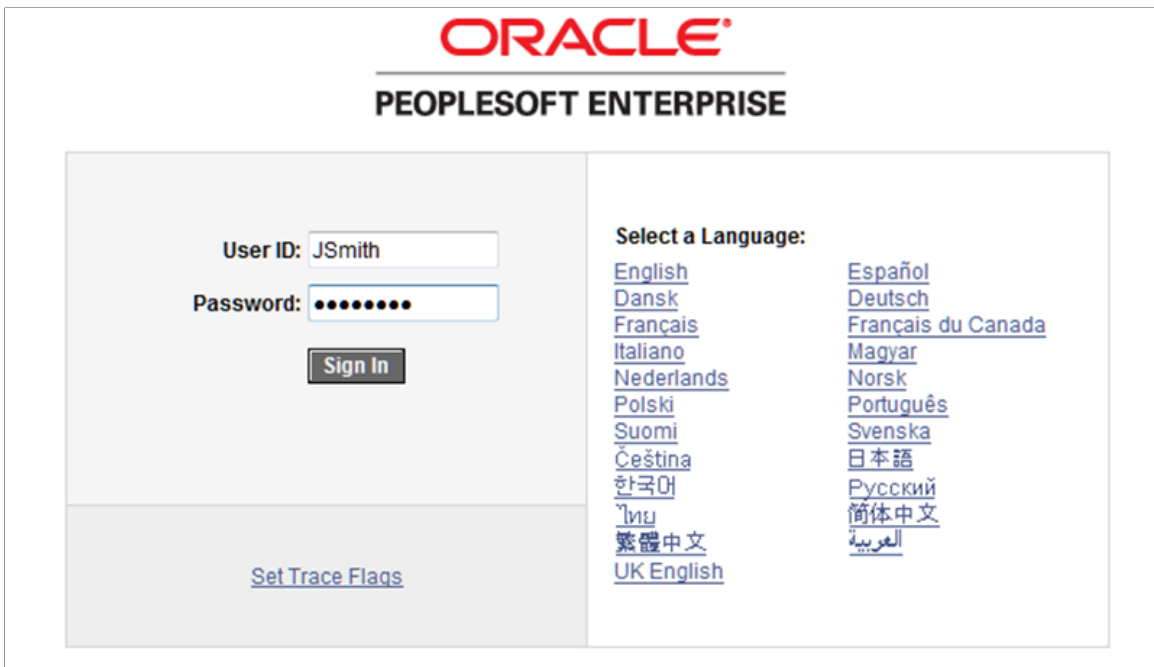 ORACLE®
PEOPLESOFT ENTERPRISE
User ID: JSmith
Password: ••••••••
Sign In
Set Trace Flags
Select a Language:
English Español
Dansk Deutsch
Français Français du Canada
Italiano Magyar
Nederlands Norsk
Polski Português
Suomi Svenska
Čeština 日本語
한국어 Русский
ไทย 简体中文
繁體中文 العربية
UK English